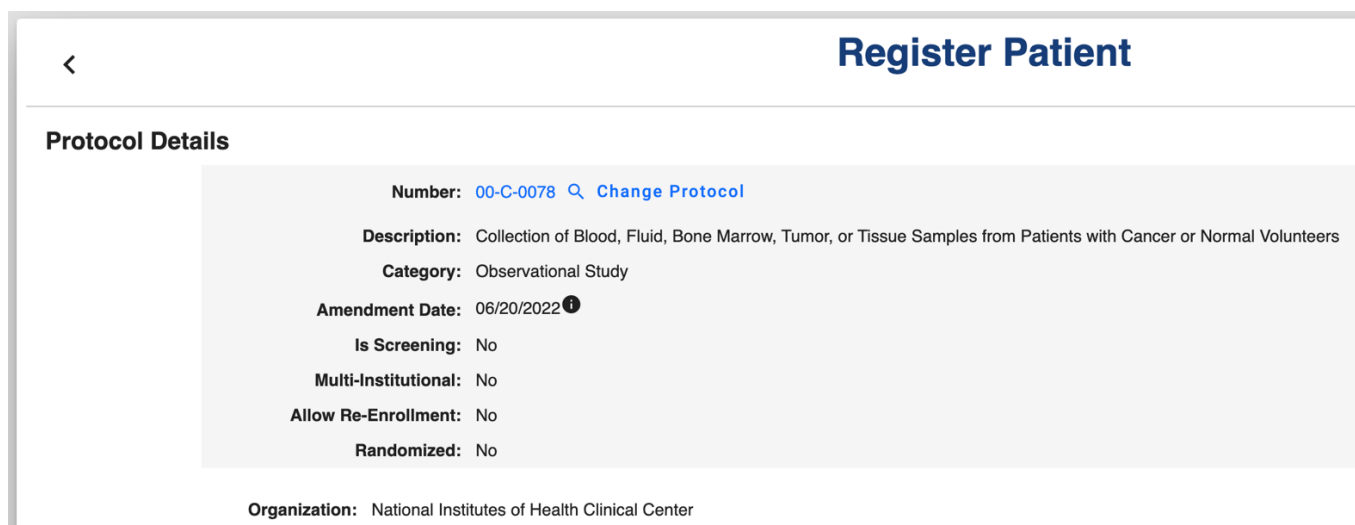 Register Patient
Protocol Details
Number: 00-C-0078 Change Protocol
Description: Collection of Blood, Fluid, Bone Marrow, Tumor, or Tissue Samples from Patients with Cancer or Normal Volunteers
Category: Observational Study
Amendment Date: 06/20/2022
Is Screening: No
Multi-Institutional: No
Allow Re-Enrollment: No
Randomized: No
Organization: National Institutes of Health Clinical Center